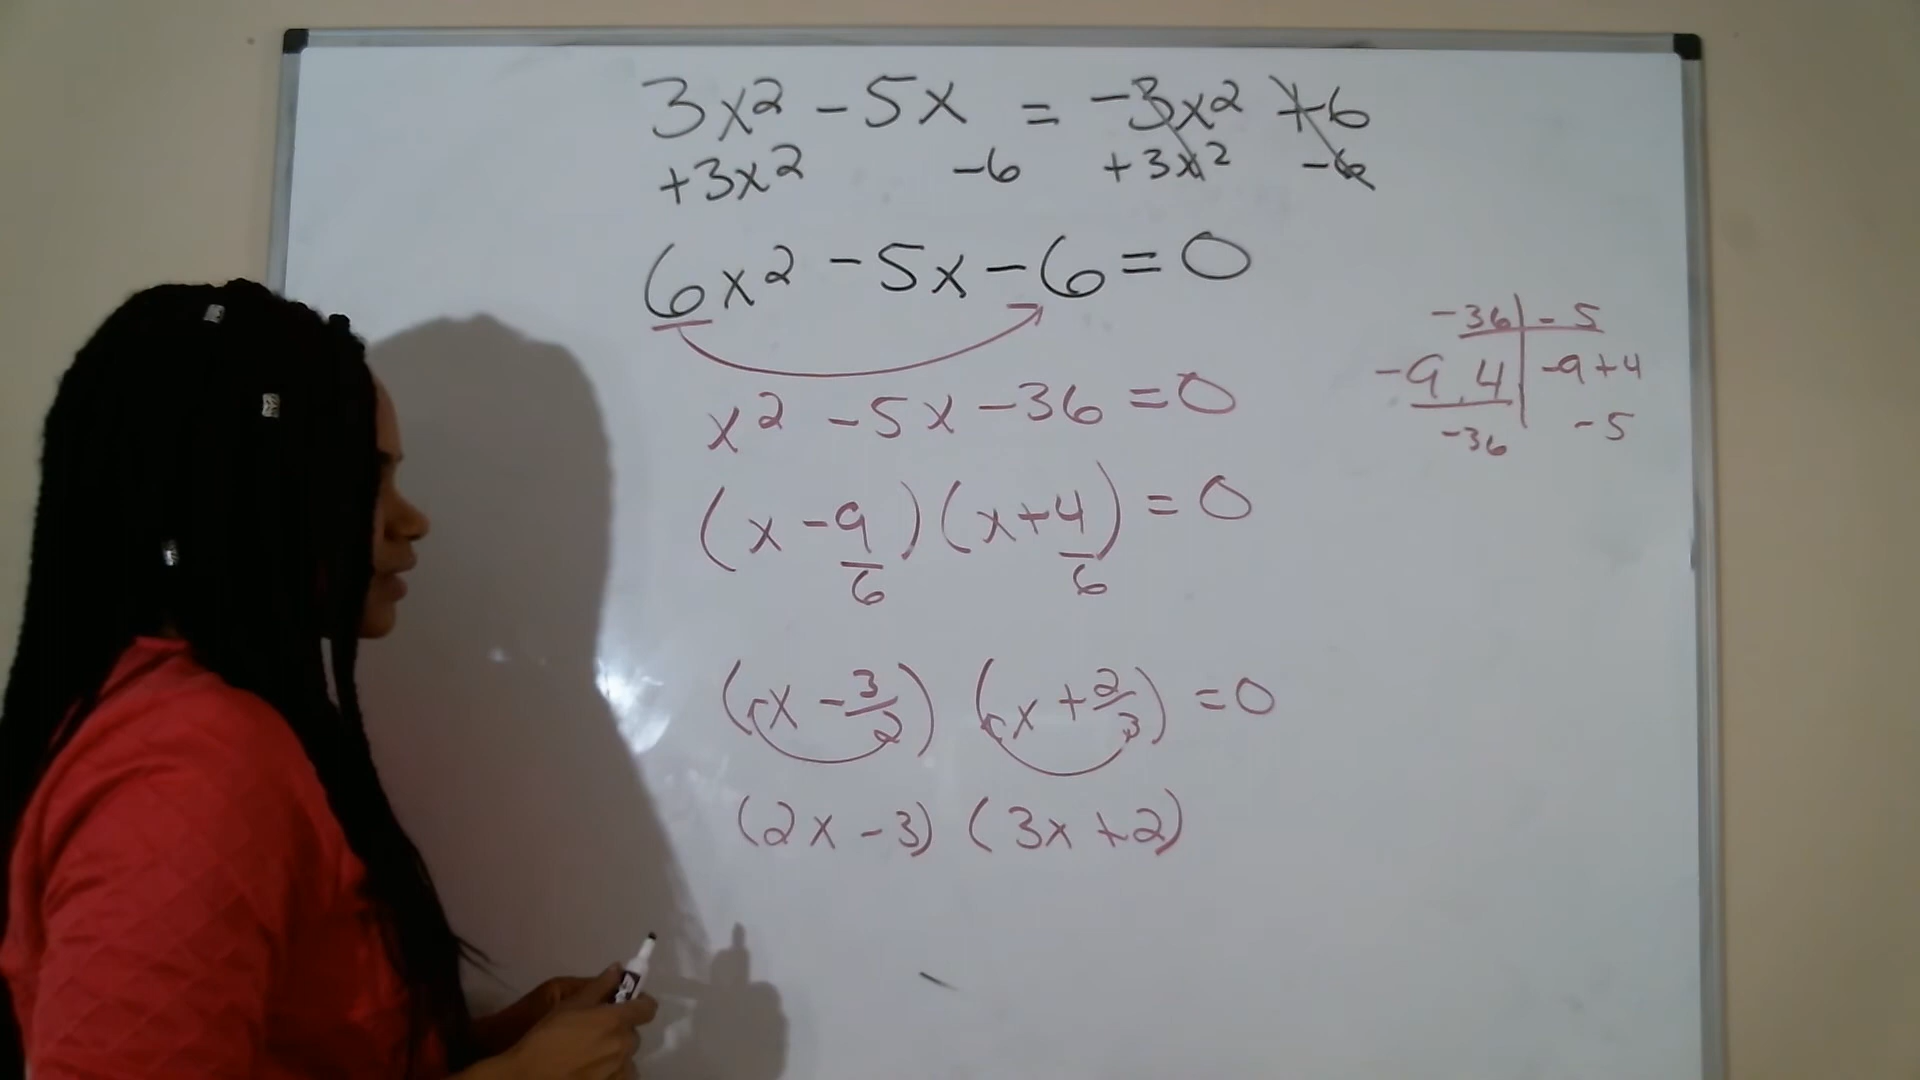 3x2 - 5x = -3x2 +6
+3x2 -6 +3x2 -6
6x2 -5x -6 = 0
x2 -5x -36 = 0
(x - 9/6) (x + 4/6) = 0
(x - 3/2) (x + 2/3) = 0
(2x - 3) (3x + 2)
-36 | -5
-9 . 4 | -9+4
-36 | -5